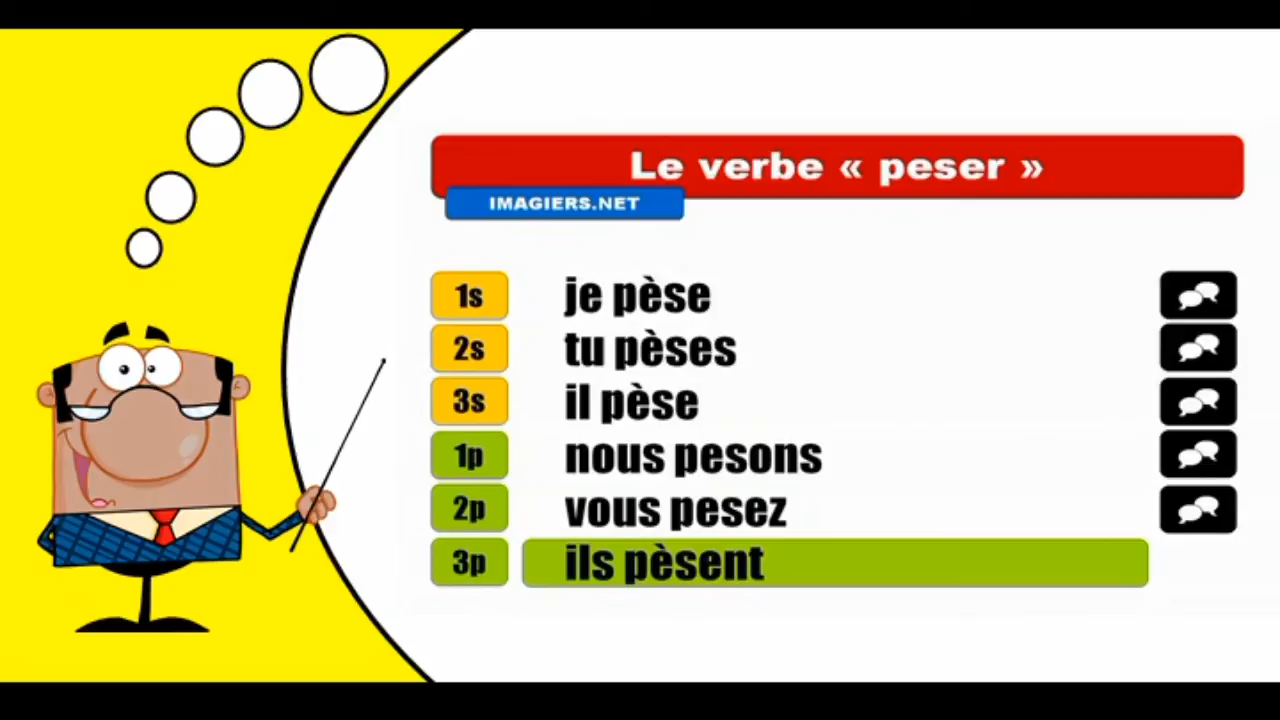 Le verbe « peser »
IMAGIERS.NET
1s je pèse
2s tu pèses
3s il pèse
1p nous pesons
2p vous pesez
3p ils pèsent